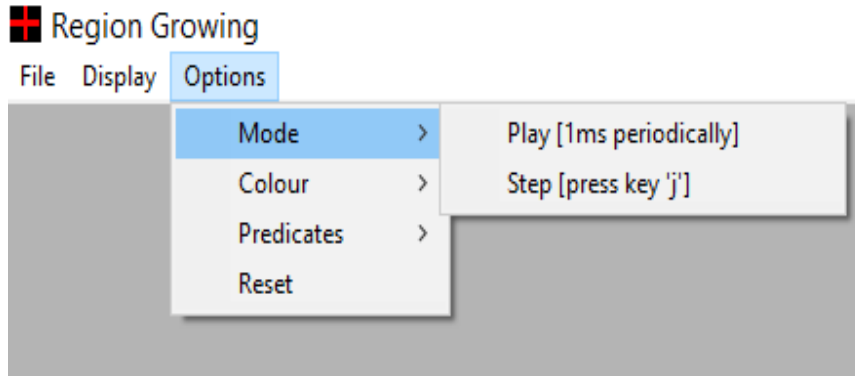 Region Growing
File Display Options
Mode
Colour
Predicates
Reset
Play [1ms periodically]
Step [press key 'j']